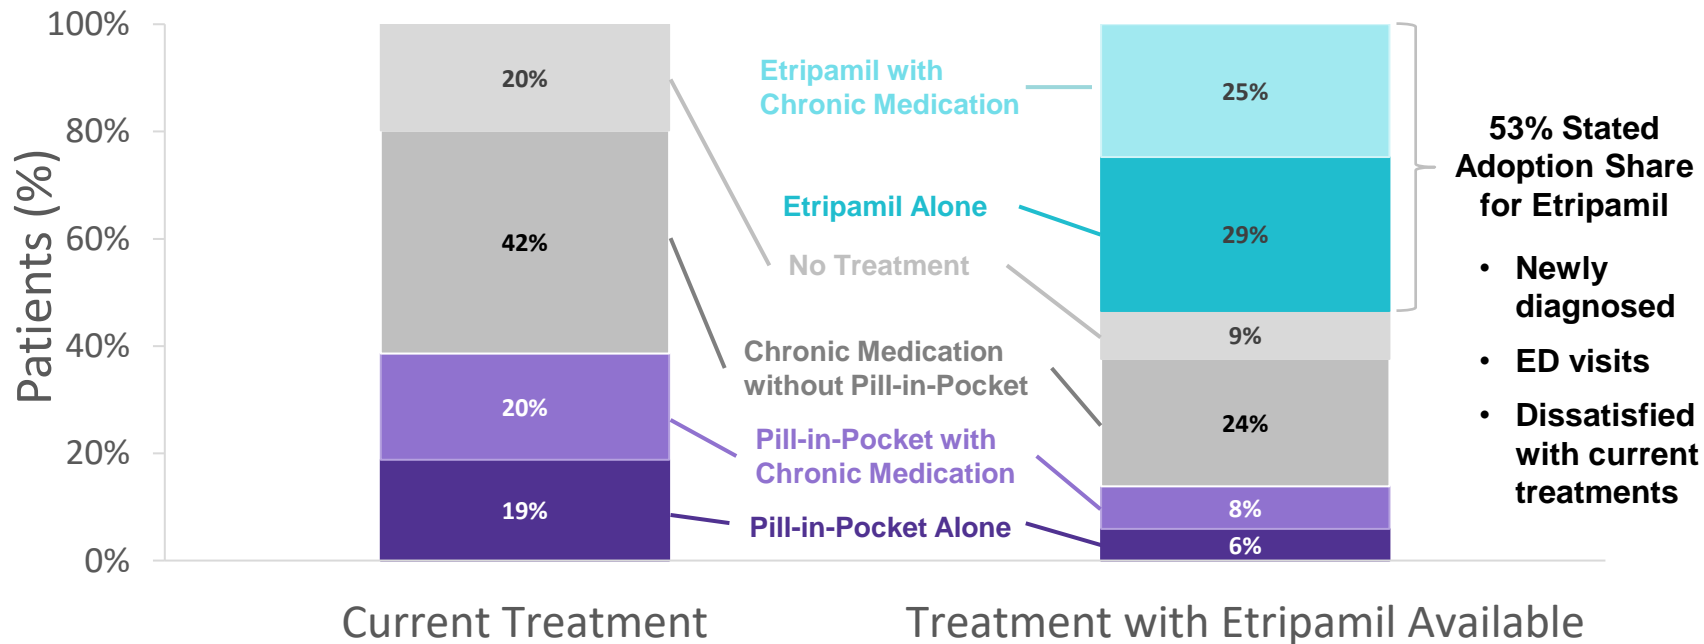 Patients (%)
100%
80%
60%
40%
20%
0%
20%
42%
20%
19%
Current Treatment
Etripamil with
Chronic Medication
Etripamil Alone
No Treatment
Chronic Medication
without Pill-in-Pocket
Pill-in-Pocket with
Chronic Medication
Pill-in-Pocket Alone
25%
29%
9%
24%
8%
6%
Treatment with Etripamil Available
53% Stated
Adoption Share
for Etripamil
• Newly
diagnosed
• ED visits
• Dissatisfied
with current
treatments